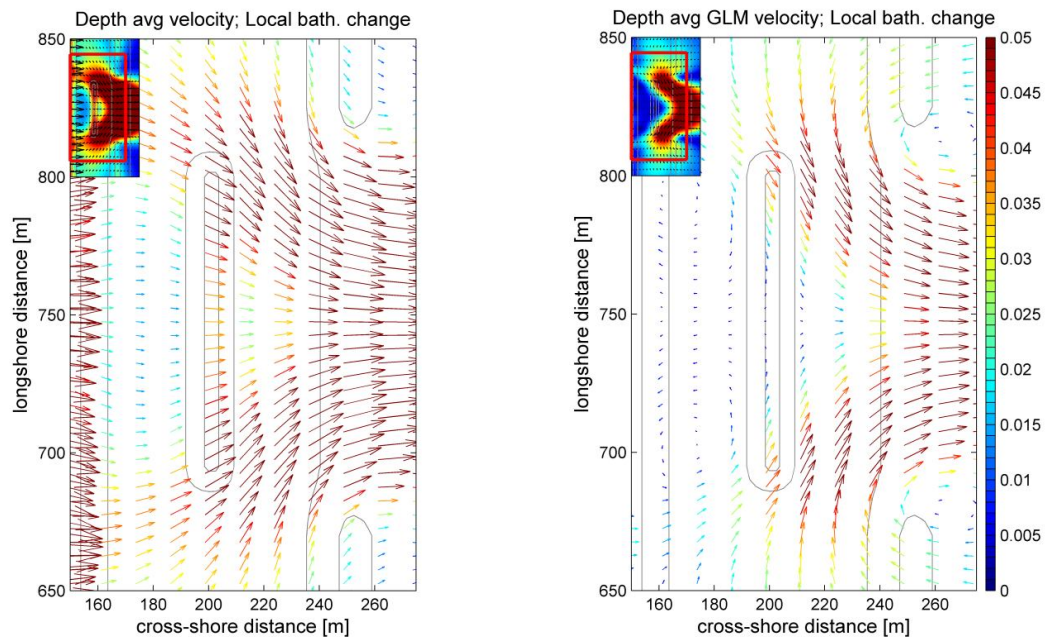 Depth avg velocity; Local bath. change
850
800
750
700
650
longshore distance [m]
160 180 200 220 240 260
cross-shore distance [m]
Depth avg GLM velocity; Local bath. change
850
800
750
700
650
longshore distance [m]
160 180 200 220 240 260
cross-shore distance [m]
0.05
0.045
0.04
0.035
0.03
0.025
0.02
0.015
0.01
0.005
0